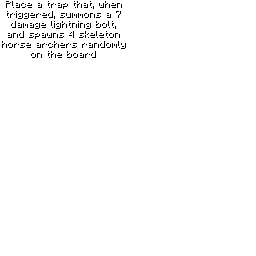 Place a trap that, when
triggered, summons a 7
damage lightning bolt,
and spawns 4 skeleton
horse archers randomly
on the board